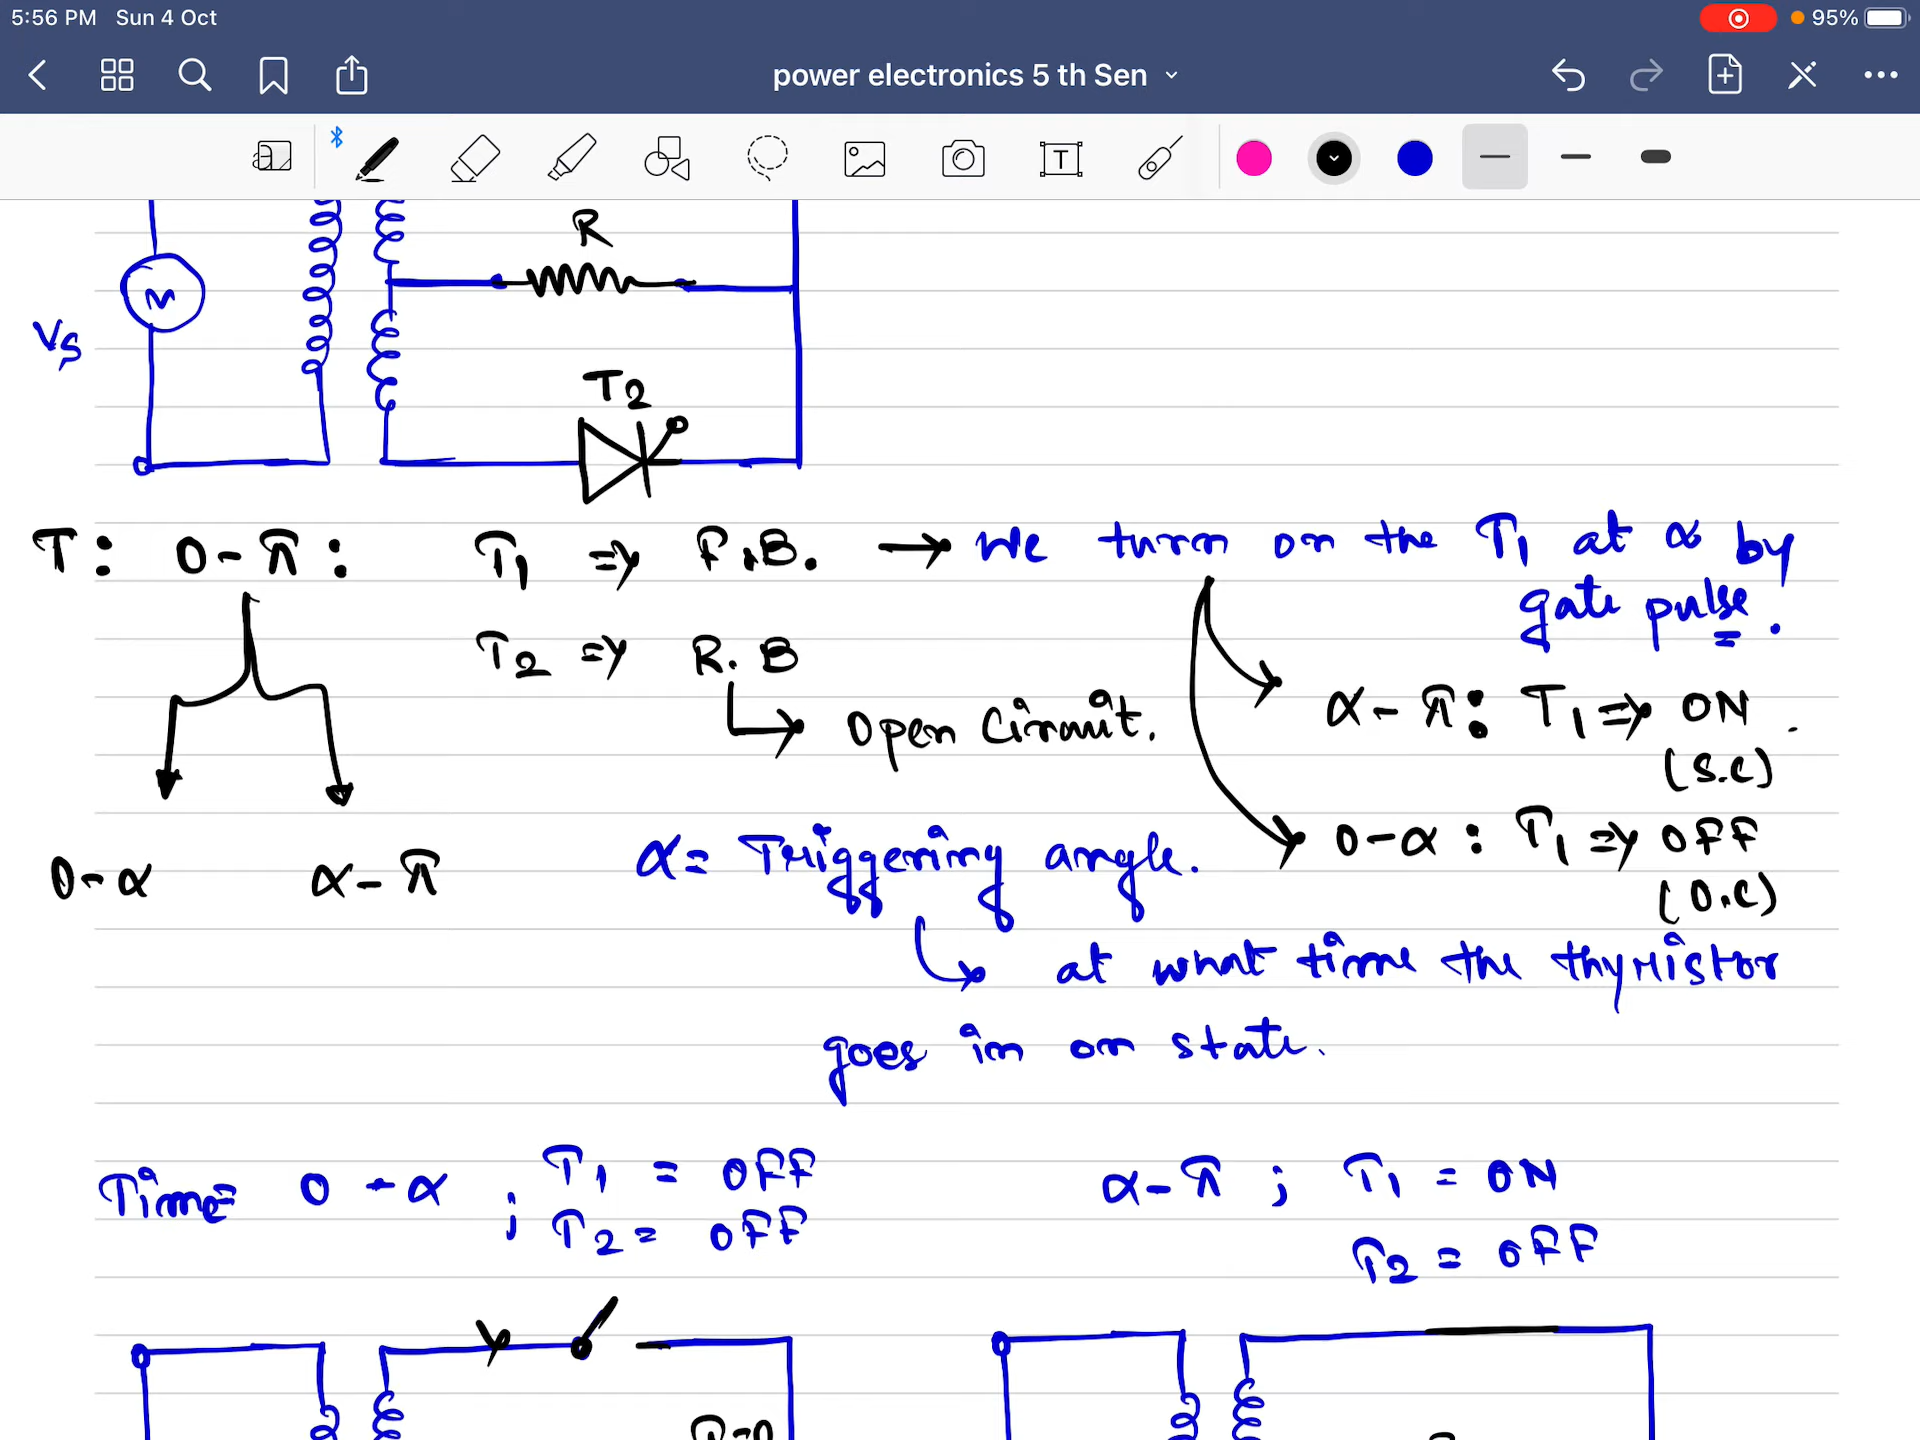 5:56 PM Sun 4 Oct 95%
power electronics 5 th Sen
T
R
Vs
T2
T: 0-π: T1 => F.B. → we turn on the T1 at α by
gate pulse.
T2 => R.B
Open Circuit.
α-π: T1 => ON
(S.C)
0-α : T1 => OFF
(O.C)
0-α α-π α= Triggering angle.
at what time the thyristor
goes in on state.
Time= 0-α ; T1 = OFF α-π ; T1 = ON
T2 = OFF T2 = OFF